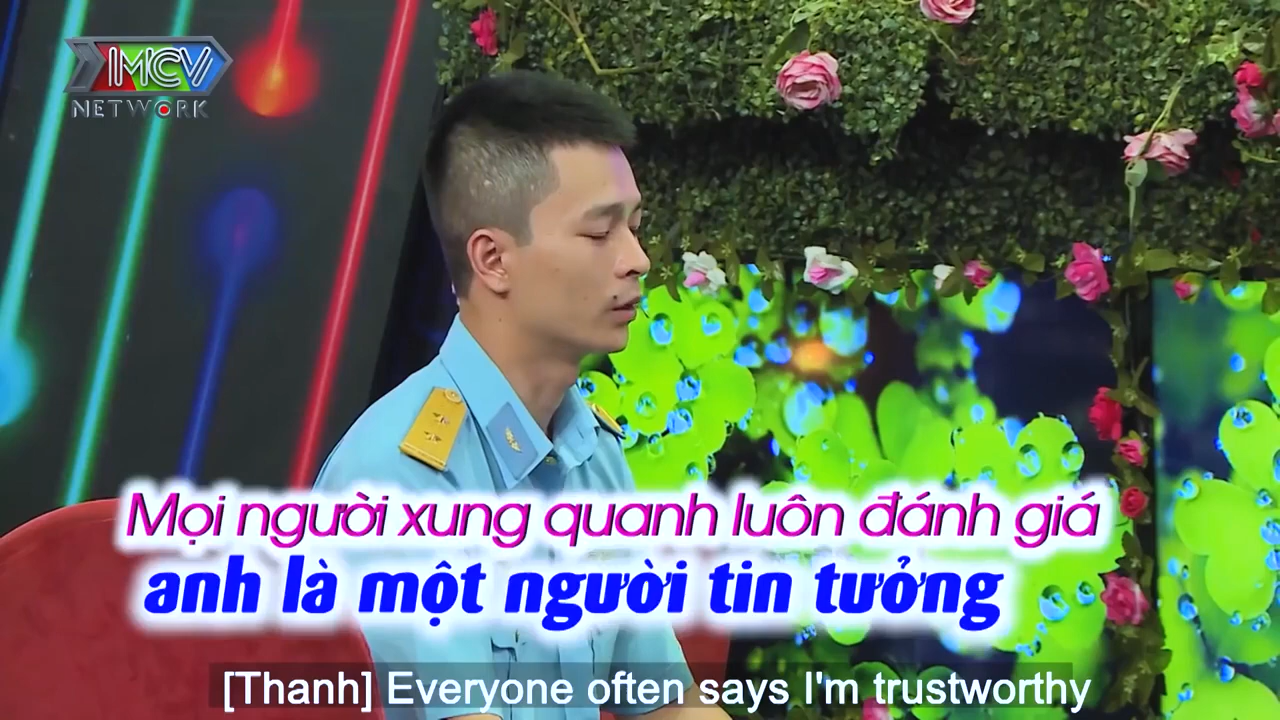 MCV
NETWORK
Mọi người xung quanh luôn đánh giá
anh là một người tin tưởng
[Thanh] Everyone often says I'm trustworthy